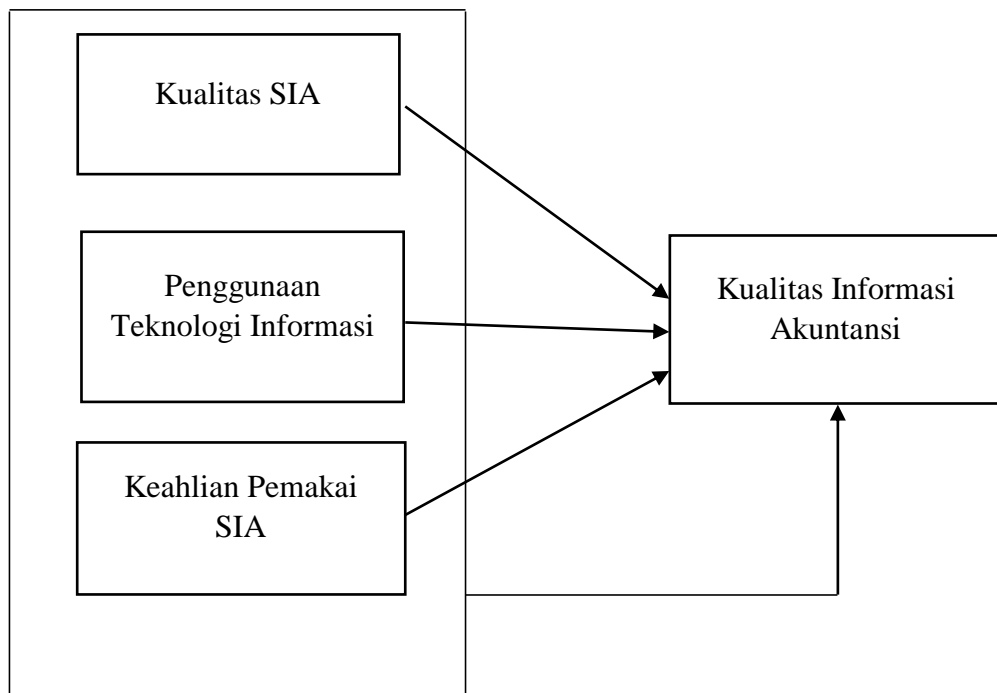 Kualitas SIA
Penggunaan
Teknologi Informasi
Keahlian Pemakai
SIA
Kualitas Informasi
Akuntansi